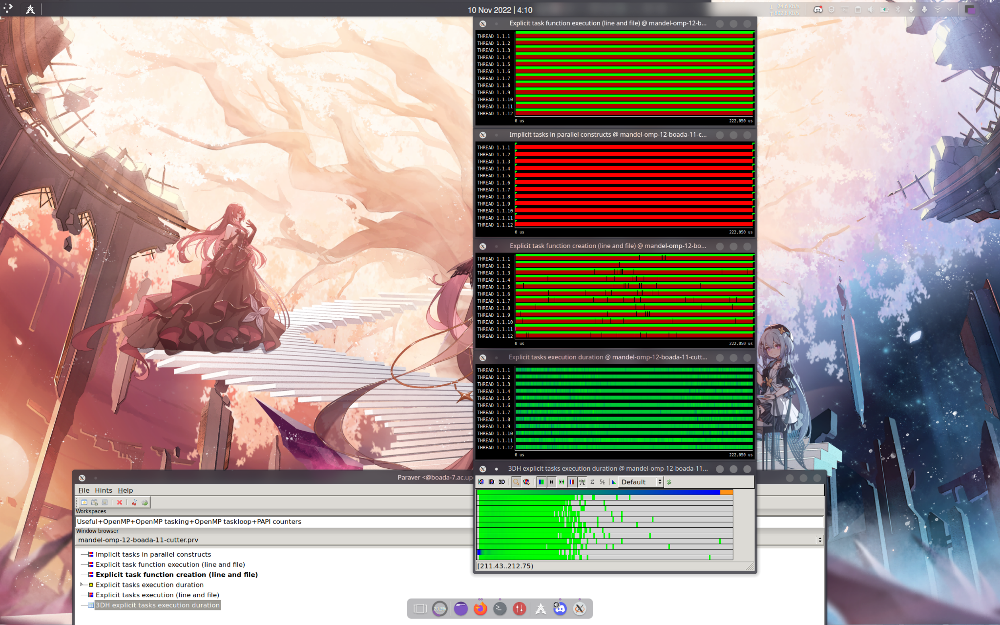 10 Nov 2022 | 4:10
↓ 24.6 Kb/s
↑ 802.8 Kb/s
Explicit task function execution (line and file) @ mandel-omp-12-b...
THREAD 1.1.1
THREAD 1.1.2
THREAD 1.1.3
THREAD 1.1.4
THREAD 1.1.5
THREAD 1.1.6
THREAD 1.1.7
THREAD 1.1.8
THREAD 1.1.9
THREAD 1.1.10
THREAD 1.1.11
THREAD 1.1.12
0 us 222,050 us
Implicit tasks in parallel constructs @ mandel-omp-12-boada-11-c...
THREAD 1.1.1
THREAD 1.1.2
THREAD 1.1.3
THREAD 1.1.4
THREAD 1.1.5
THREAD 1.1.6
THREAD 1.1.7
THREAD 1.1.8
THREAD 1.1.9
THREAD 1.1.10
THREAD 1.1.11
THREAD 1.1.12
0 us 222,050 us
Explicit task function creation (line and file) @ mandel-omp-12-bo...
THREAD 1.1.1
THREAD 1.1.2
THREAD 1.1.3
THREAD 1.1.4
THREAD 1.1.5
THREAD 1.1.6
THREAD 1.1.7
THREAD 1.1.8
THREAD 1.1.9
THREAD 1.1.10
THREAD 1.1.11
THREAD 1.1.12
0 us 222,050 us
Explicit tasks execution duration @ mandel-omp-12-boada-11-cutt...
THREAD 1.1.1
THREAD 1.1.2
THREAD 1.1.3
THREAD 1.1.4
THREAD 1.1.5
THREAD 1.1.6
THREAD 1.1.7
THREAD 1.1.8
THREAD 1.1.9
THREAD 1.1.10
THREAD 1.1.11
THREAD 1.1.12
0 us 222,050 us
3DH explicit tasks execution duration @ mandel-omp-12-boada-11...
IC ID 3D H Σ Default
[211.43..212.75)
Paraver <@boada-7.ac.up
File Hints Help
Workspaces
Useful+OpenMP+OpenMP tasking+OpenMP taskloop+PAPI counters
Window browser
mandel-omp-12-boada-11-cutter.prv
Implicit tasks in parallel constructs
Explicit task function execution (line and file)
Explicit task function creation (line and file)
Explicit tasks execution duration
Explicit tasks execution (line and file)
3DH explicit tasks execution duration
20,3%